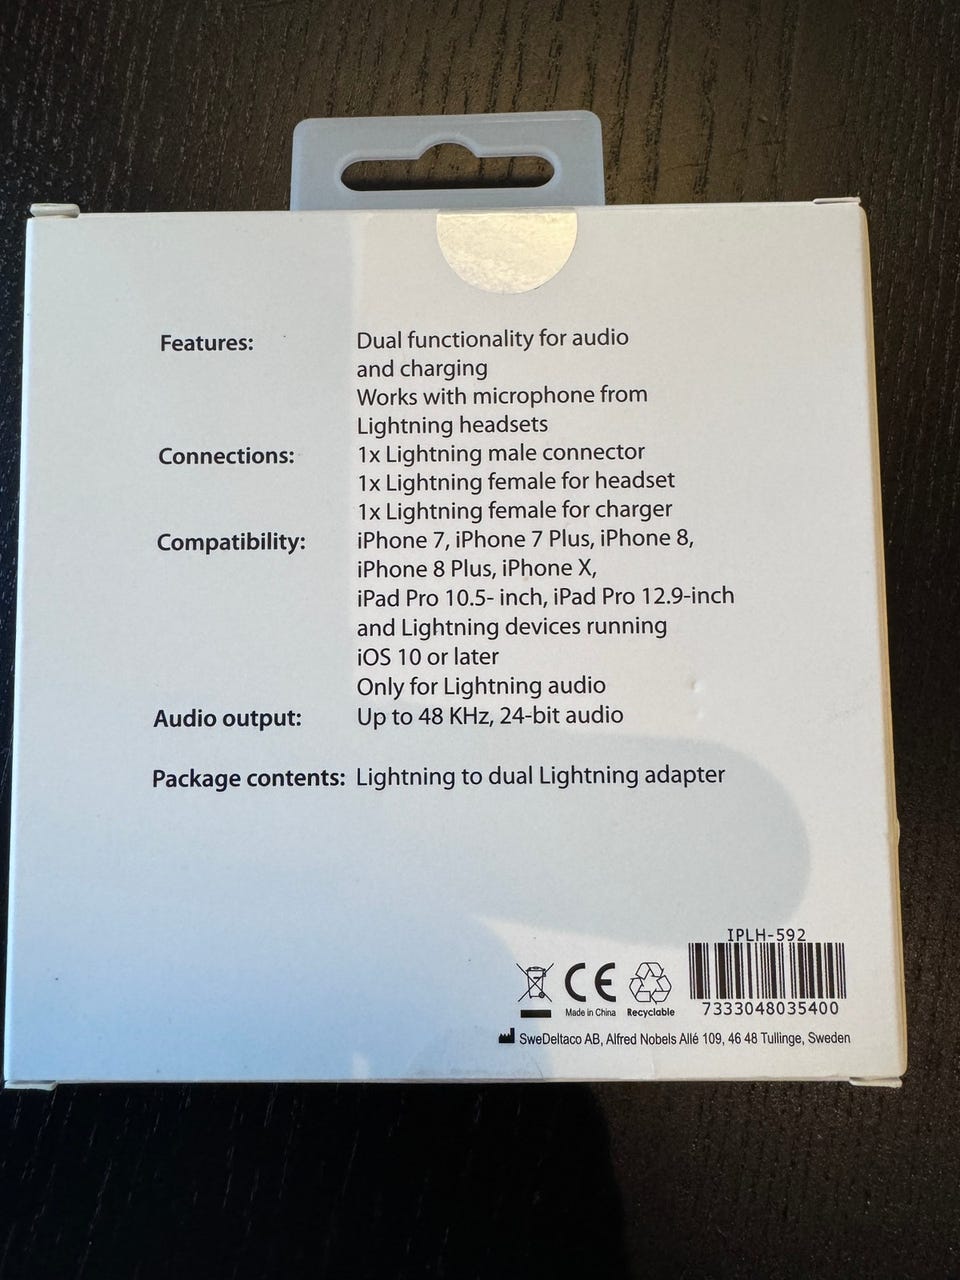 Features: Dual functionality for audio
and charging
Works with microphone from
Lightning headsets
Connections: 1x Lightning male connector
1x Lightning female for headset
1x Lightning female for charger
Compatibility: iPhone 7, iPhone 7 Plus, iPhone 8,
iPhone 8 Plus, iPhone X,
iPad Pro 10.5- inch, iPad Pro 12.9-inch
and Lightning devices running
iOS 10 or later
Only for Lightning audio
Audio output: Up to 48 KHz, 24-bit audio
Package contents: Lightning to dual Lightning adapter
IPLH-592
CE
Made in China Recyclable 7333048035400
SweDeltaco AB, Alfred Nobels Allé 109, 46 48 Tullinge, Sweden